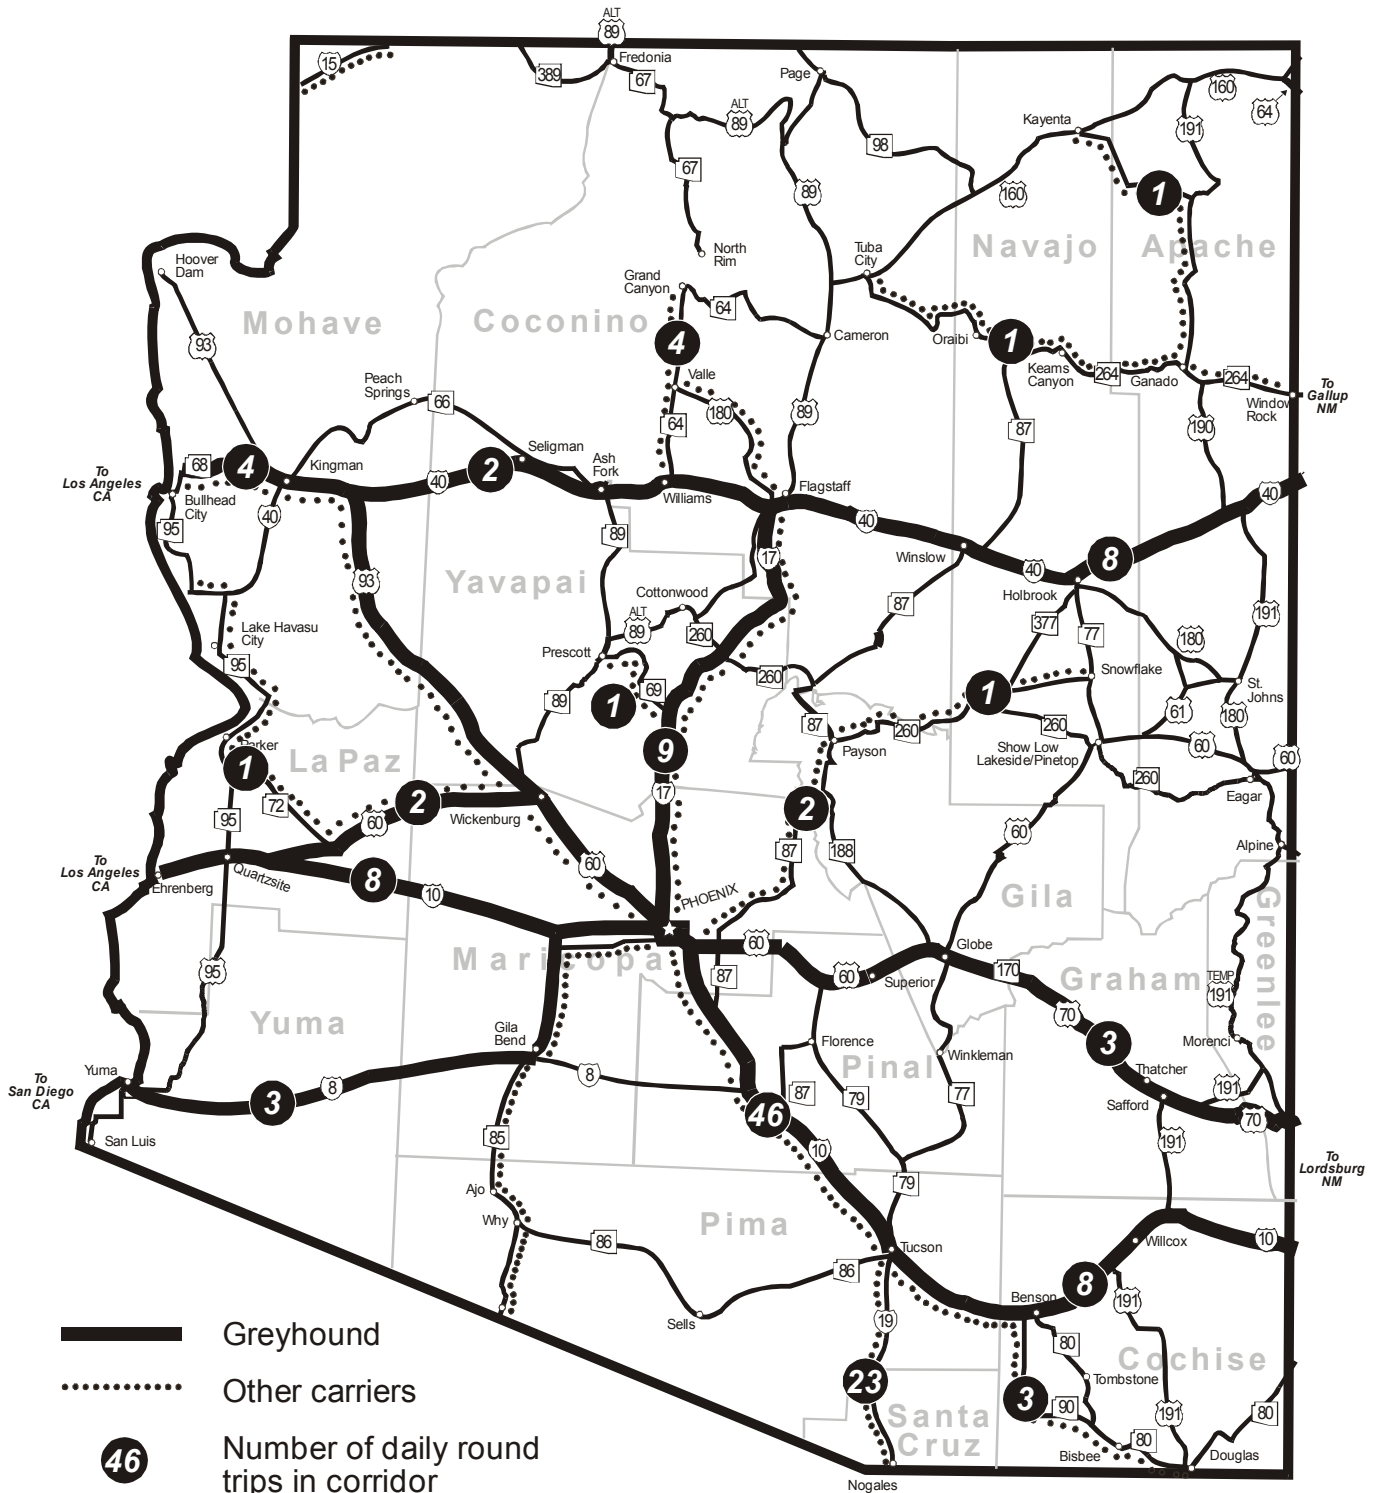 ALT
89
Fredonia
15
389
67
Page
160
64
ALT
89
Kayenta
191
98
67
1
89
160
North
Rim
Tuba
City
Navajo
Apache
Hoover
Dam
Grand
Canyon
64
Mohave
Coconino
93
4
Cameron
Oraibi
1
Keams
Canyon
264
Ganado
264
To
Gallup
NM
Window
Rock
Peach
Springs
66
Valle
180
89
64
87
190
Seligman
Ash
Fork
68
4
Kingman
40
2
To
Los Angeles
CA
Bullhead
City
Williams
Flagstaff
40
95
40
89
40
17
Winslow
40
8
Holbrook
93
Yavapai
Cottonwood
ALT
89
260
87
377
77
180
191
Lake Havasu
City
95
Prescott
260
Snowflake
St.
Johns
89
1
69
1
61
180
87
260
260
Payson
Show Low
Lakeside/Pinetop
60
60
Parker
La Paz
9
1
72
2
17
2
260
Eagar
95
60
Wickenburg
60
87
188
Alpine
To
Los Angeles
CA
Ehrenberg
Quartzsite
8
10
60
PHOENIX
Gila
Greenlee
60
Globe
Maricopa
95
87
60
Superior
170
Graham
TEMP
191
Yuma
70
Gila
Bend
Florence
Pinal
Winkleman
3
Morenci
To
San Diego
CA
Yuma
8
8
87
79
77
Thatcher
Safford
191
3
46
70
San Luis
85
10
191
To
Lordsburg
NM
Ajo
79
Why
Pima
86
Tucson
Willcox
10
86
8
Benson
191
Sells
19
80
Greyhound
Cochise
Other carriers
23
Tombstone
3
90
191
80
Santa
Cruz
80
Bisbee
Douglas
46
Number of daily round
trips in corridor
Nogales